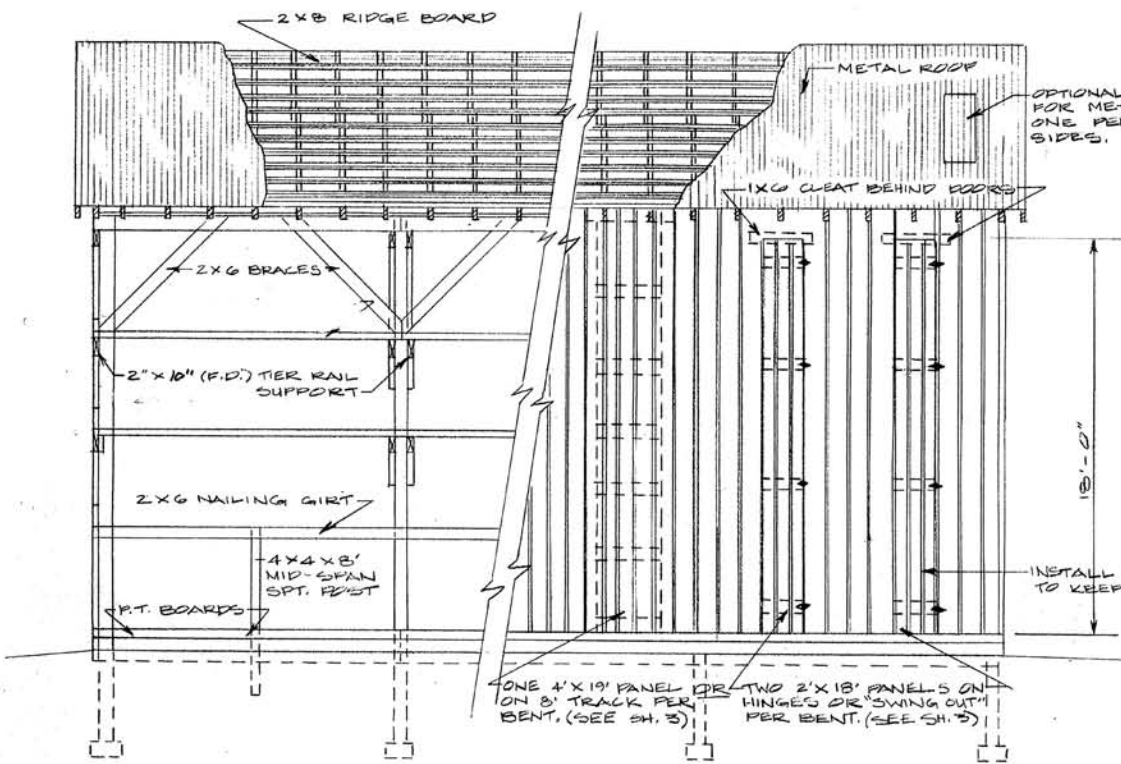 2X8 RIDGE BOARD
METAL ROOF
OPTIONAL
FOR ME
ONE PE
SIDES.
1X6 CLEAT BEHIND DOORS
2X6 BRACES
2"X10" (F.D.) TIER RAIL
SUPPORT
18'-0"
2X6 NAILING GIRT
4X4X8'
MID-SPAN
SPT. POST
P.T. BOARDS
INSTALL
TO KEEP
ONE 4'X19' PANEL OR
ON 8' TRACK PER
BENT. (SEE SH. 3)
TWO 2'X18' PANELS ON
HINGES OR "SWING OUT"
PER BENT. (SEE SH. 3)